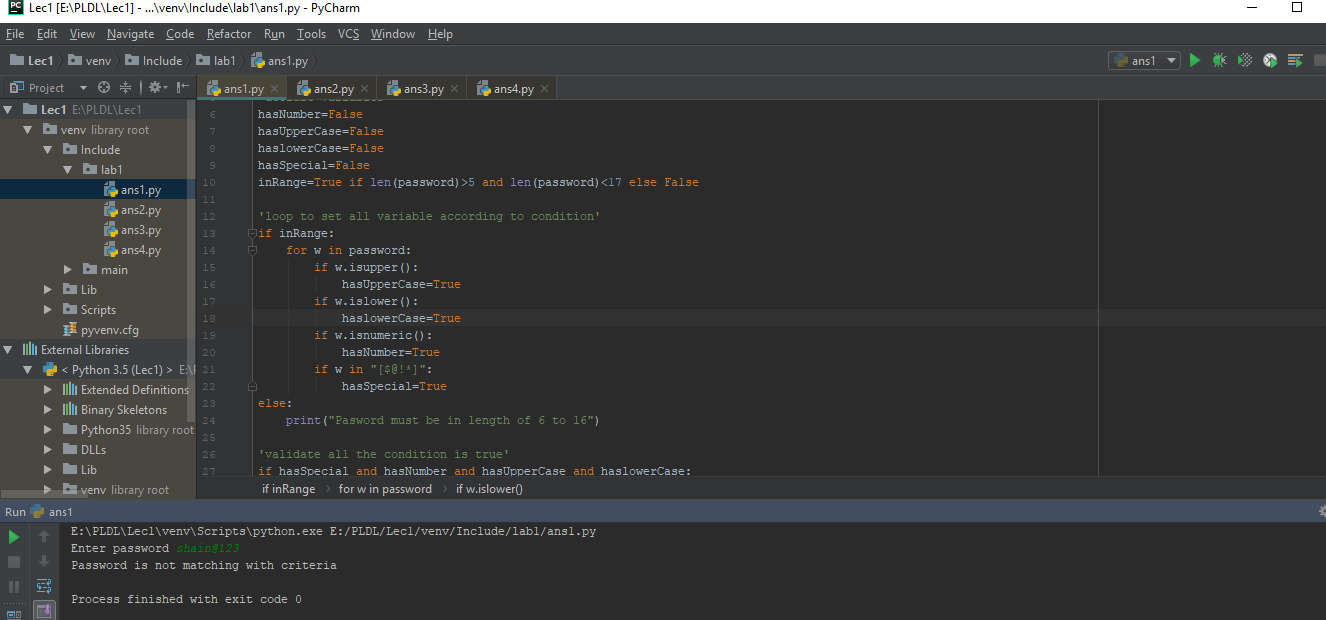 Lec1 [E:\PLDL\Lec1] - ...\venv\Include\lab1\ans1.py - PyCharm
File Edit View Navigate Code Refactor Run Tools VCS Window Help
Lec1 venv Include lab1 ans1.py ans1
Project
ans1.py ans2.py ans3.py ans4.py
Lec1 E:\PLDL\Lec1
venv library root
Include
lab1
ans1.py
ans2.py
ans3.py
ans4.py
main
Lib
Scripts
pyvenv.cfg
External Libraries
< Python 3.5 (Lec1) > E:\
Extended Definitions
Binary Skeletons
Python35 library root
DLLs
Lib
venv library root
6 hasNumber=False
7 hasUpperCase=False
8 haslowerCase=False
9 hasSpecial=False
10 inRange=True if len(password)>5 and len(password)<17 else False
11
12 'loop to set all variable according to condition'
13 if inRange:
14 for w in password:
15 if w.isupper():
16 hasUpperCase=True
17 if w.islower():
18 haslowerCase=True
19 if w.isnumeric():
20 hasNumber=True
21 if w in "[$@!*]":
22 hasSpecial=True
23 else:
24 print("Pasword must be in length of 6 to 16")
25
26 'validate all the condition is true'
27 if hasSpecial and hasNumber and hasUpperCase and haslowerCase:
if inRange for w in password if w.islower()
Run ans1
E:\PLDL\Lec1\venv\Scripts\python.exe E:/PLDL/Lec1/venv/Include/lab1/ans1.py
Enter password shain@123
Password is not matching with criteria
Process finished with exit code 0